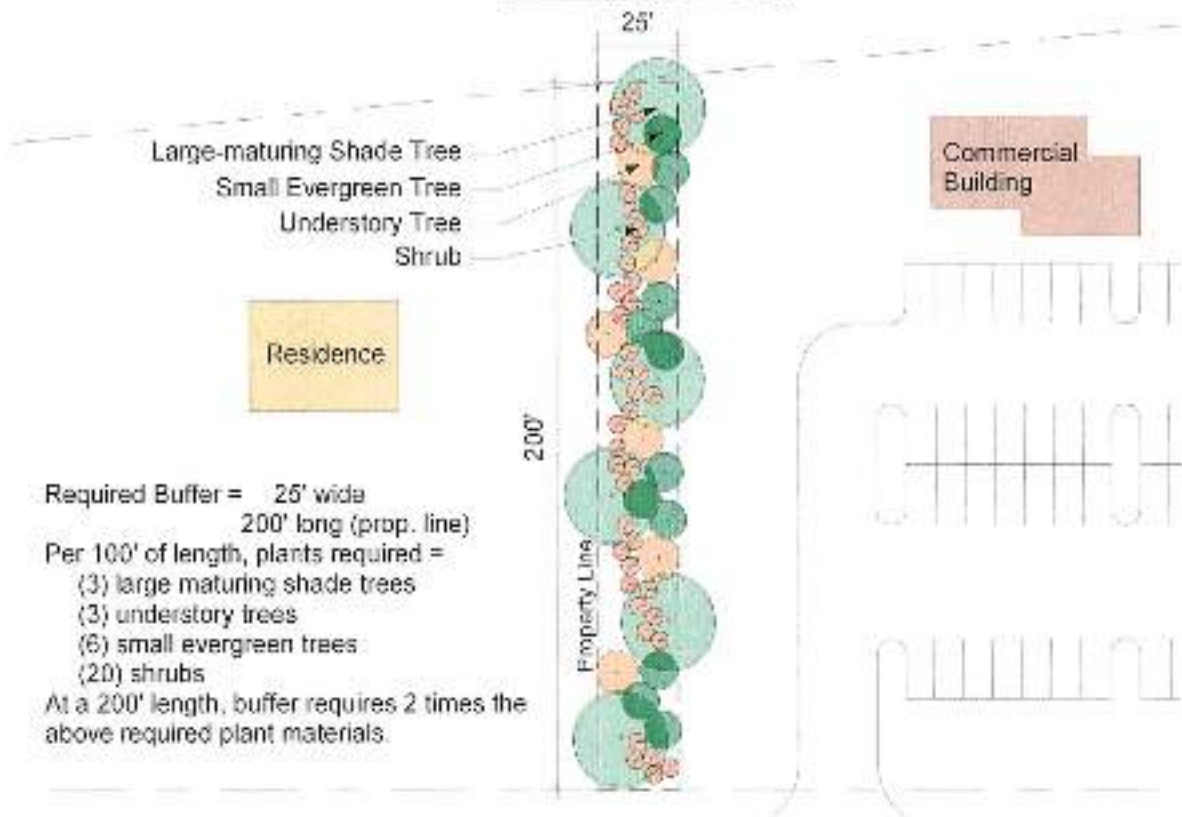 25'
Large-maturing Shade Tree
Small Evergreen Tree
Understory Tree
Shrub
Commercial
Building
Residence
200'
Property Line
Required Buffer = 25' wide
200' long (prop. line)
Per 100' of length, plants required =
(3) large maturing shade trees
(3) understory trees
(6) small evergreen trees
(20) shrubs
At a 200' length, buffer requires 2 times the
above required plant materials.